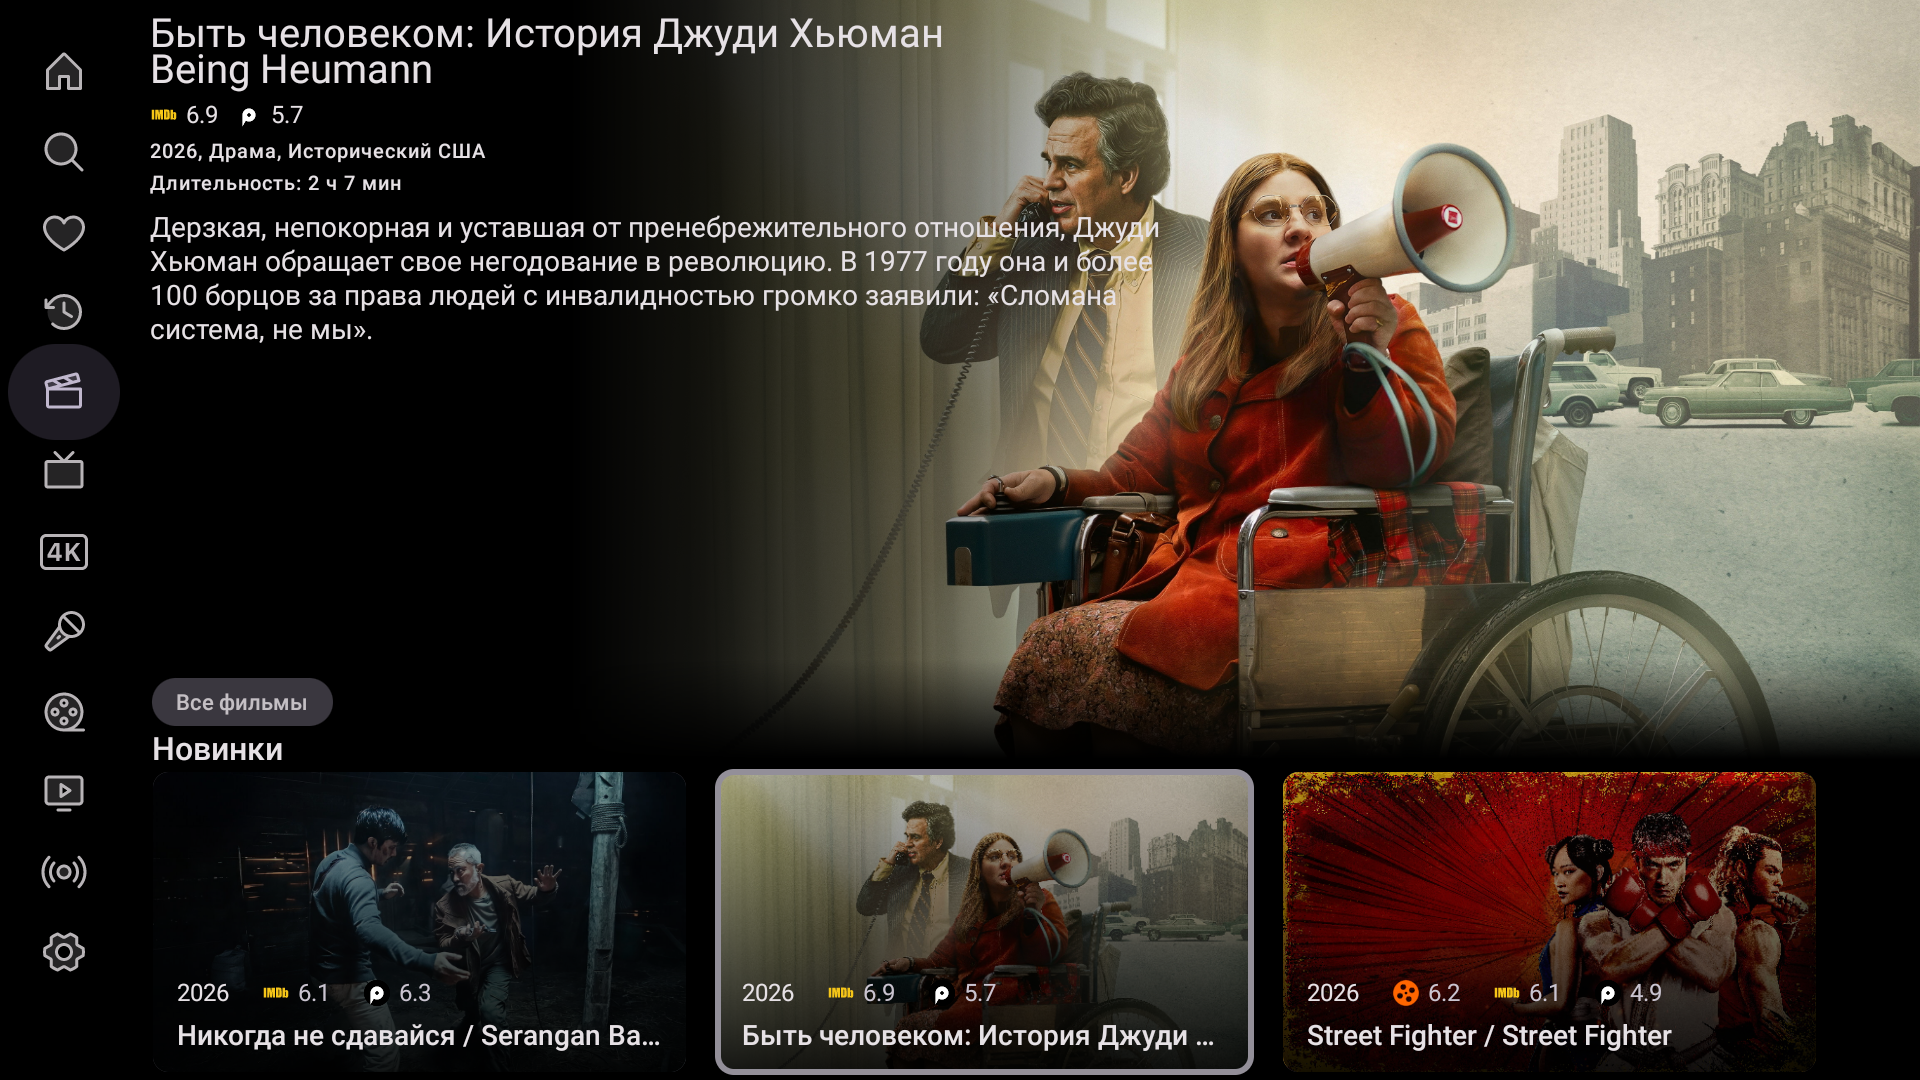 Быть человеком: История Джуди Хьюман
Being Heumann
IMDb 6.9 5.7
2026, Драма, Исторический США
Длительность: 2 ч 7 мин
Дерзкая, непокорная и уставшая от пренебрежительного отношения, Джуди
Хьюман обращает свое негодование в революцию. В 1977 году она и более
100 борцов за права людей с инвалидностью громко заявили: «Сломана
система, не мы».
4K
Все фильмы
Новинки
2026 IMDb 6.1 6.3
Никогда не сдавайся / Serangan Ba...
2026 IMDb 6.9 5.7
Быть человеком: История Джуди ...
2026 6.2 IMDb 6.1 4.9
Street Fighter / Street Fighter